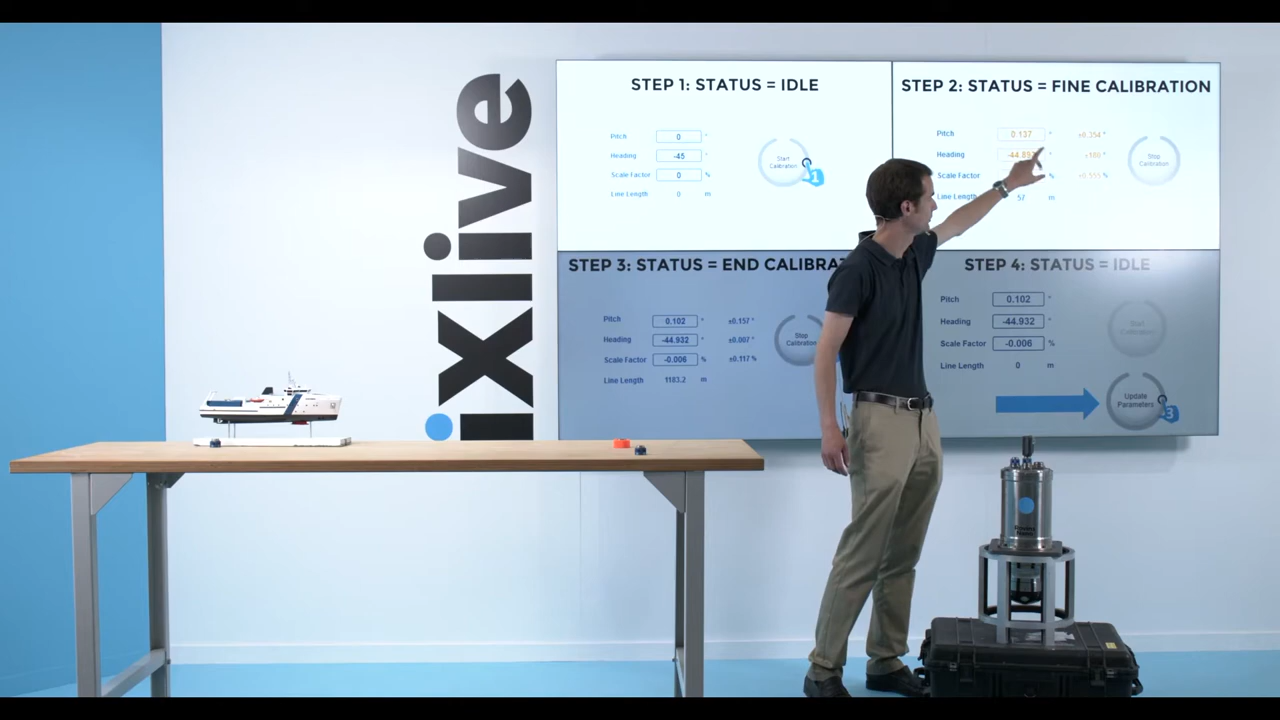 ixlive
STEP 1: STATUS = IDLE
Pitch 0 °
Heading -45 °
Scale Factor 0 %
Line Length 0 m
Start
Calibration
1
STEP 2: STATUS = FINE CALIBRATION
Pitch 0.137 ° ±0.354 °
Heading ° ±180 °
Scale Factor % ±0.555 %
Line Length 57 m
Stop
Calibration
STEP 3: STATUS = END CALIBRA
Pitch 0.102 ° ±0.157 °
Heading -44.932 ° ±0.007 °
Scale Factor -0.006 % ±0.117 %
Line Length 1183.2 m
Stop
Calibration
STEP 4: STATUS = IDLE
Pitch 0.102 °
Heading -44.932 °
Scale Factor -0.006 %
Line Length 0 m
Start
Calibration
Update
Parameters
3